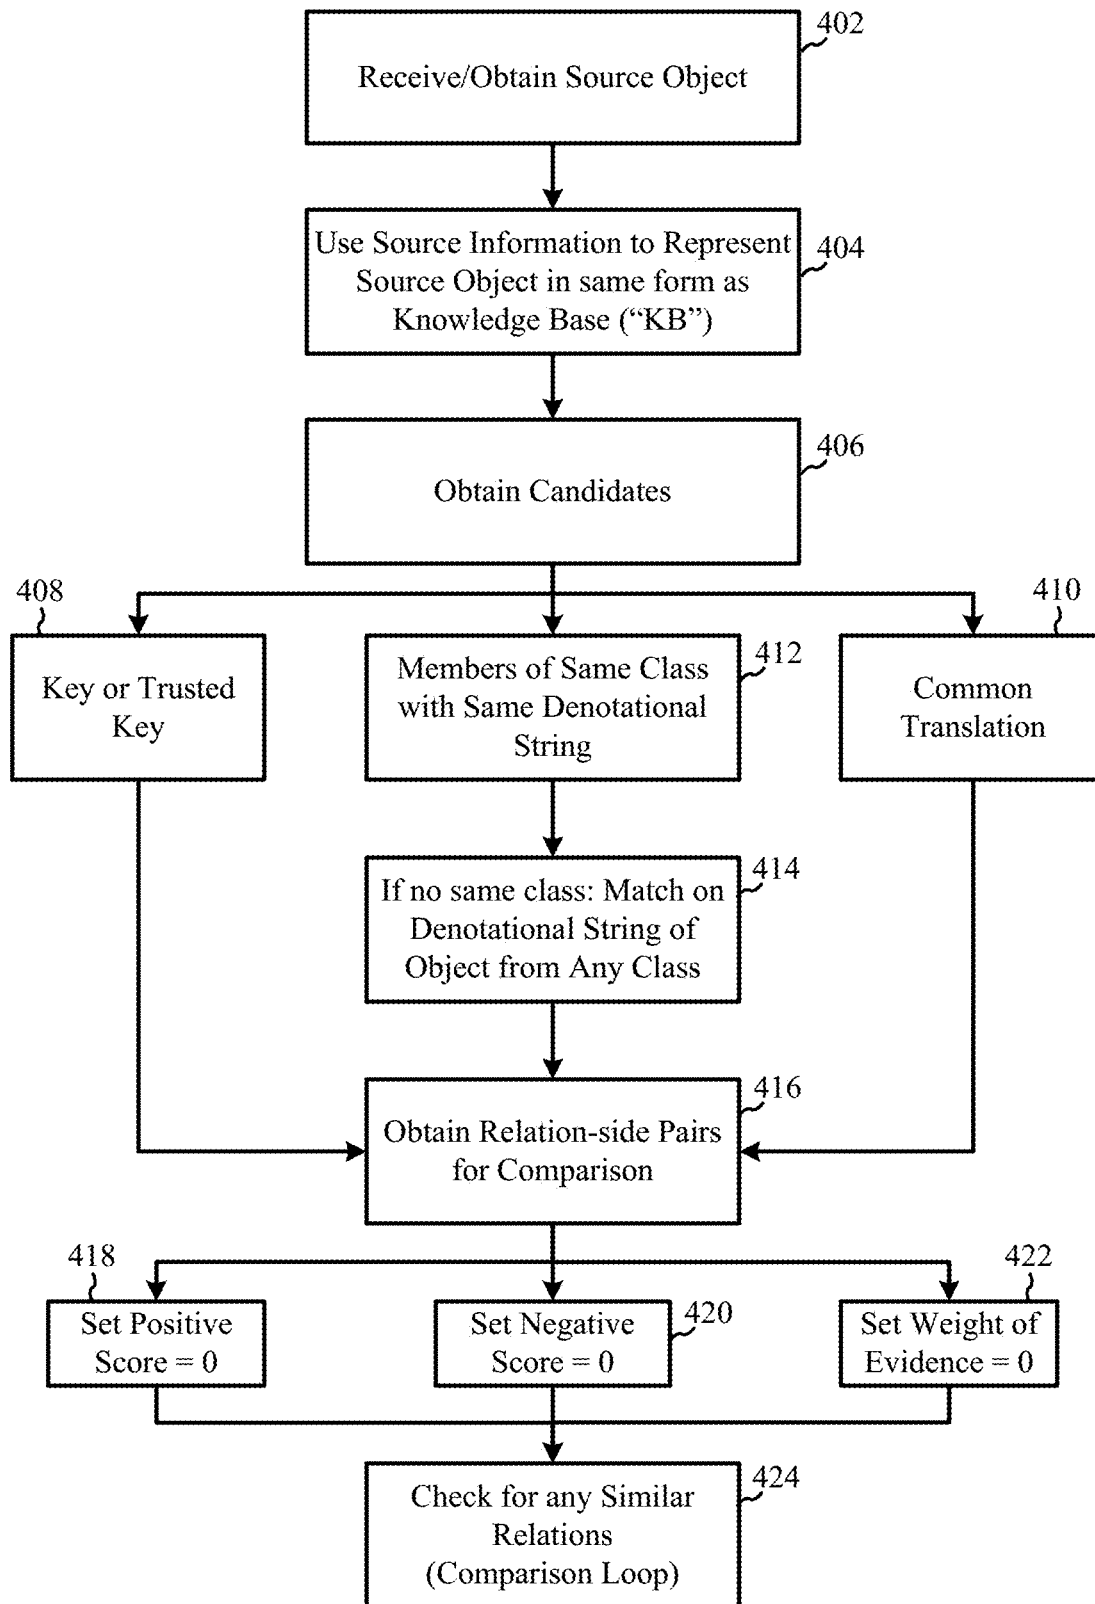 402
Receive/Obtain Source Object
Use Source Information to Represent
Source Object in same form as
Knowledge Base (“KB”)
404
406
Obtain Candidates
408
Key or Trusted
Key
Members of Same Class
with Same Denotational
String
412
410
Common
Translation
If no same class: Match on
Denotational String of
Object from Any Class
414
416
Obtain Relation-side Pairs
for Comparison
418
Set Positive
Score = 0
Set Negative
Score = 0
420
422
Set Weight of
Evidence = 0
Check for any Similar
Relations
(Comparison Loop)
424